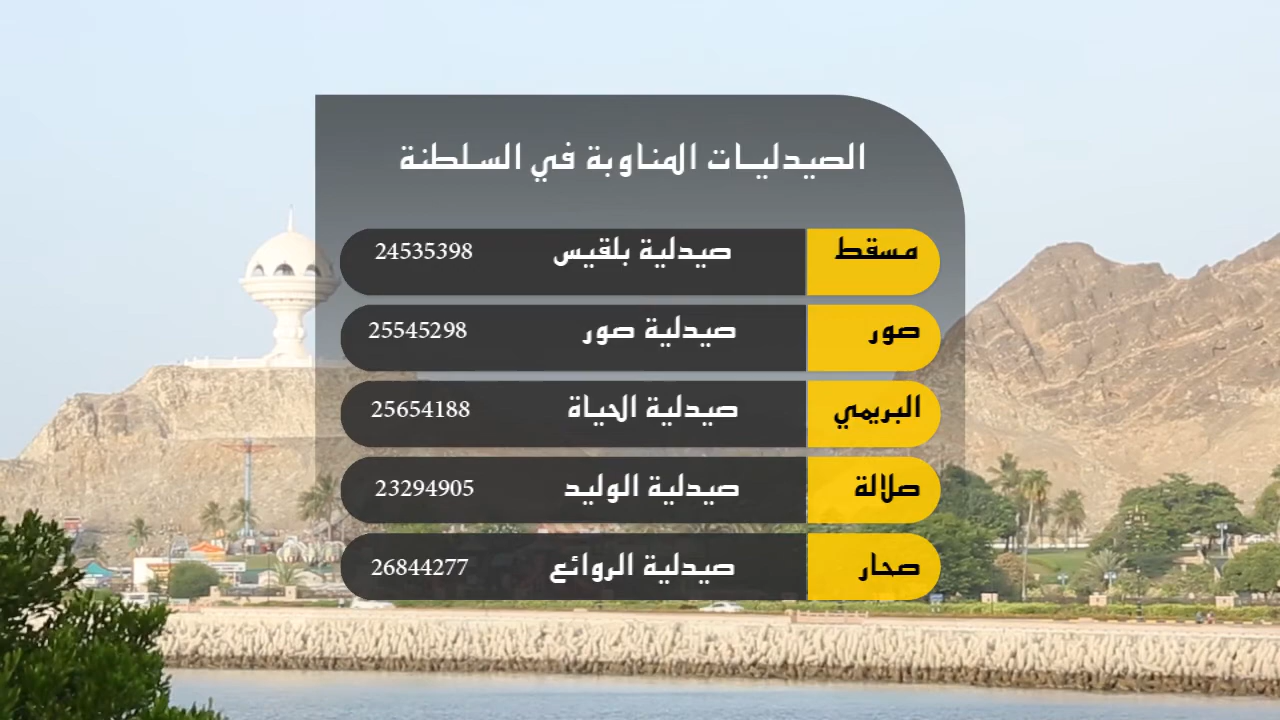 الصيدليات المناوبة في السلطنة
مسقط صيدلية بلقيس 24535398
صور صيدلية صور 25545298
البريمي صيدلية الحياة 25654188
صلالة صيدلية الوليد 23294905
صحار صيدلية الروائع 26844277